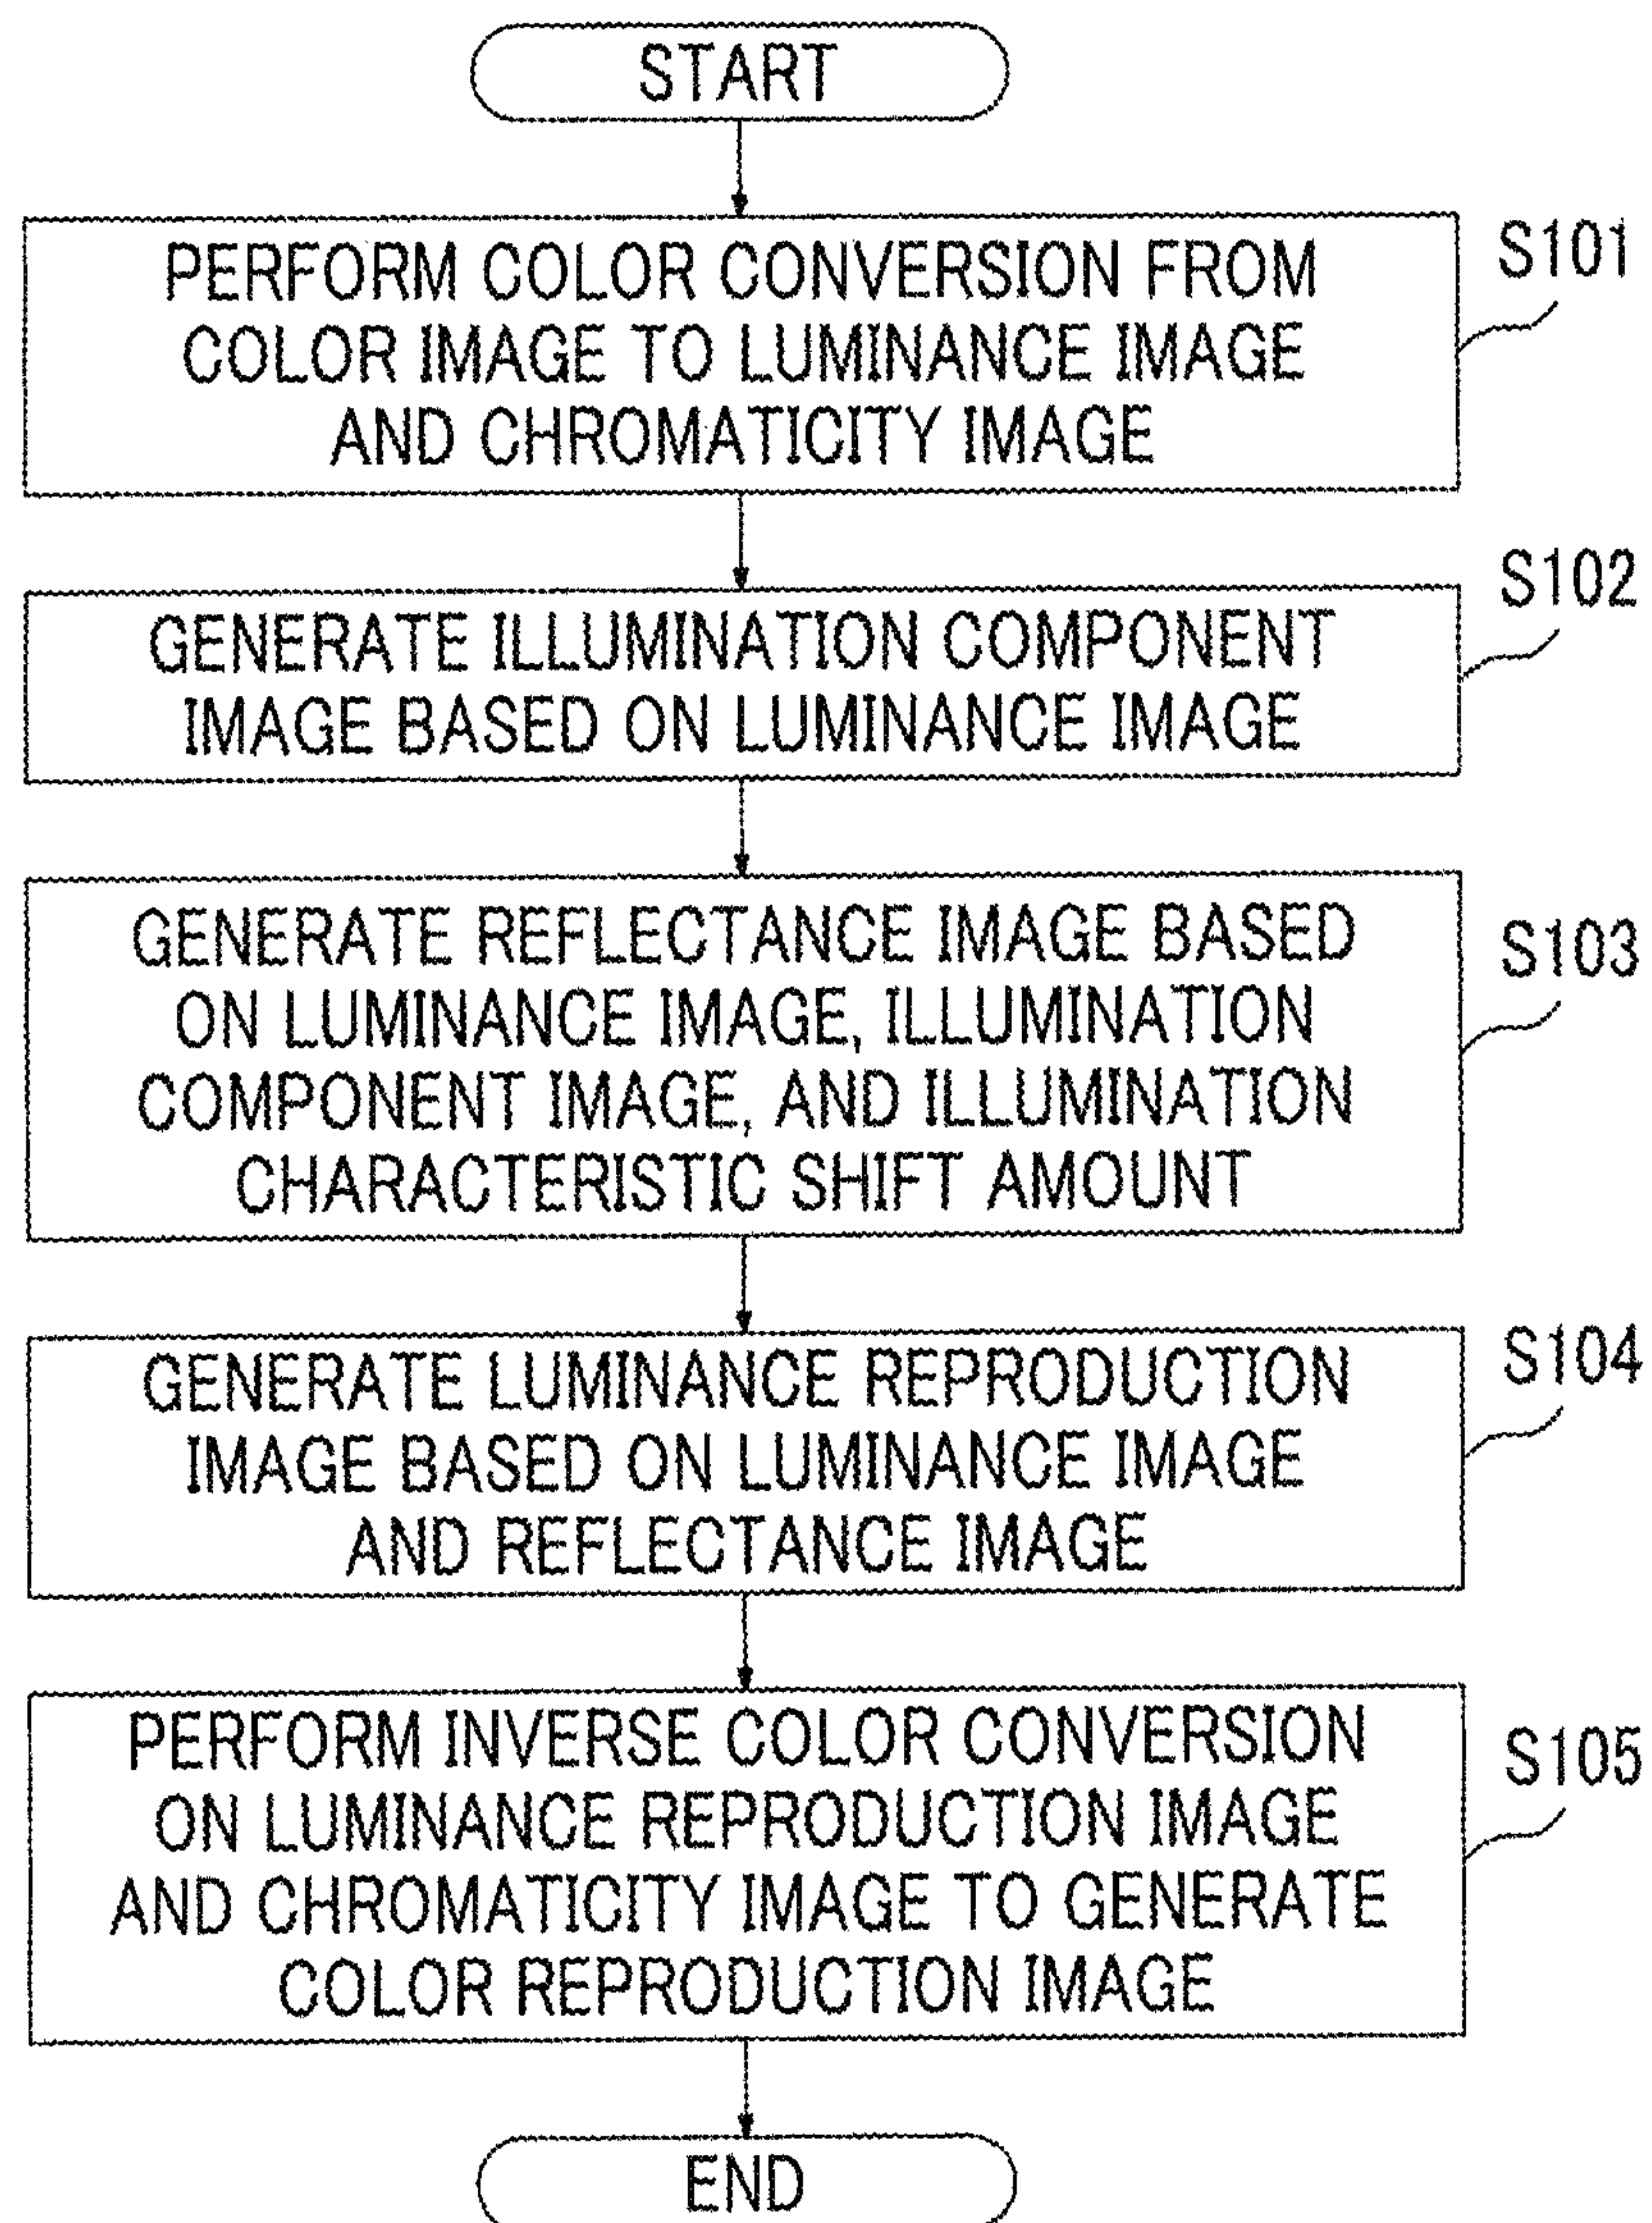 START
PERFORM COLOR CONVERSION FROM
COLOR IMAGE TO LUMINANCE IMAGE
AND CHROMATICITY IMAGE
S101
GENERATE ILLUMINATION COMPONENT
IMAGE BASED ON LUMINANCE IMAGE
S102
GENERATE REFLECTANCE IMAGE BASED
ON LUMINANCE IMAGE, ILLUMINATION
COMPONENT IMAGE, AND ILLUMINATION
CHARACTERISTIC SHIFT AMOUNT
S103
GENERATE LUMINANCE REPRODUCTION
IMAGE BASED ON LUMINANCE IMAGE
AND REFLECTANCE IMAGE
S104
PERFORM INVERSE COLOR CONVERSION
ON LUMINANCE REPRODUCTION IMAGE
AND CHROMATICITY IMAGE TO GENERATE
COLOR REPRODUCTION IMAGE
S105
END